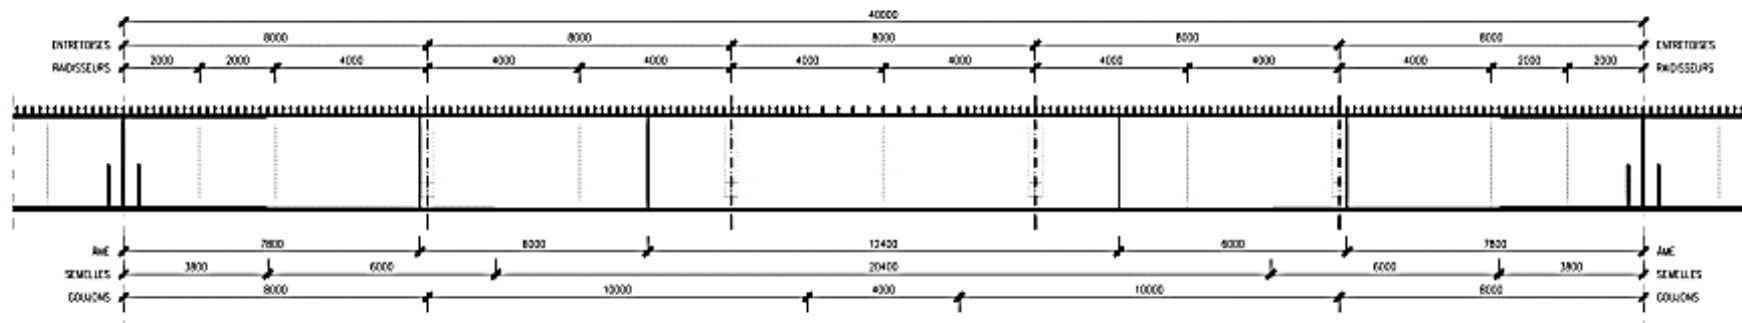 40000
ENTRETOISES 8000 8000 8000 8000 8000 ENTRETOISES
RAIDISSEURS 2000 2000 4000 4000 4000 4000 4000 4000 4000 4000 2000 2000 RAIDISSEURS
ÂME 7800 6000 12400 6000 7800 ÂME
SEMELLES 3800 6000 20400 6000 3800 SEMELLES
GOUJONS 8000 10000 4000 10000 8000 GOUJONS